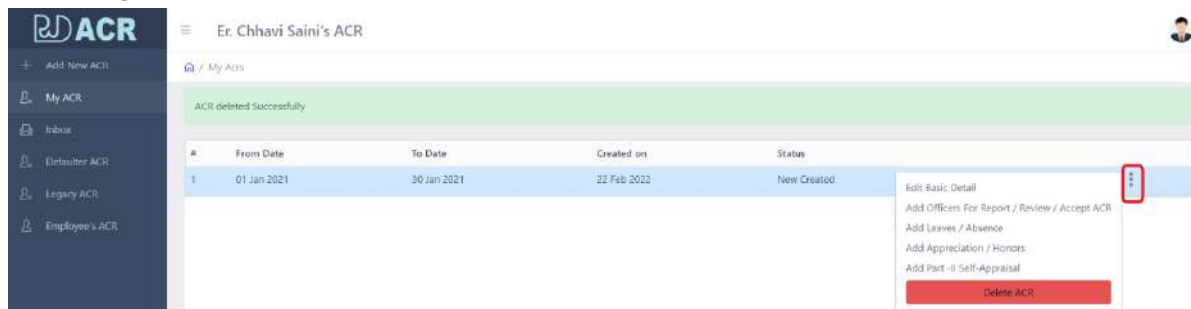 ACR
Er. Chhavi Saini's ACR
Add New ACR
/ My Acrs
My ACR
ACR deleted Successfully
Inbox
# From Date To Date Created on Status
Defaulter ACR
1 01 Jan 2021 30 Jan 2021 22 Feb 2022 New Created
Edit Basic Detail
Legacy ACR
Add Officers For Report / Review / Accept ACR
Employee's ACR
Add Leaves / Absence
Add Appreciation / Honors
Add Part -II Self-Appraisal
Delete ACR